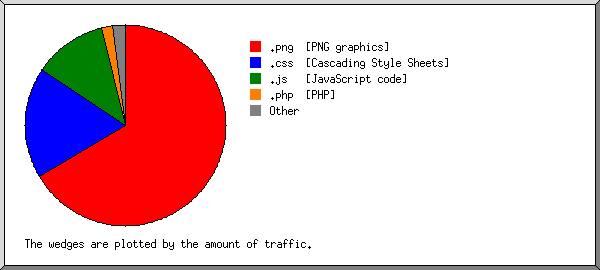 .png [PNG graphics]
.css [Cascading Style Sheets]
.js [JavaScript code]
.php [PHP]
Other
The wedges are plotted by the amount of traffic.